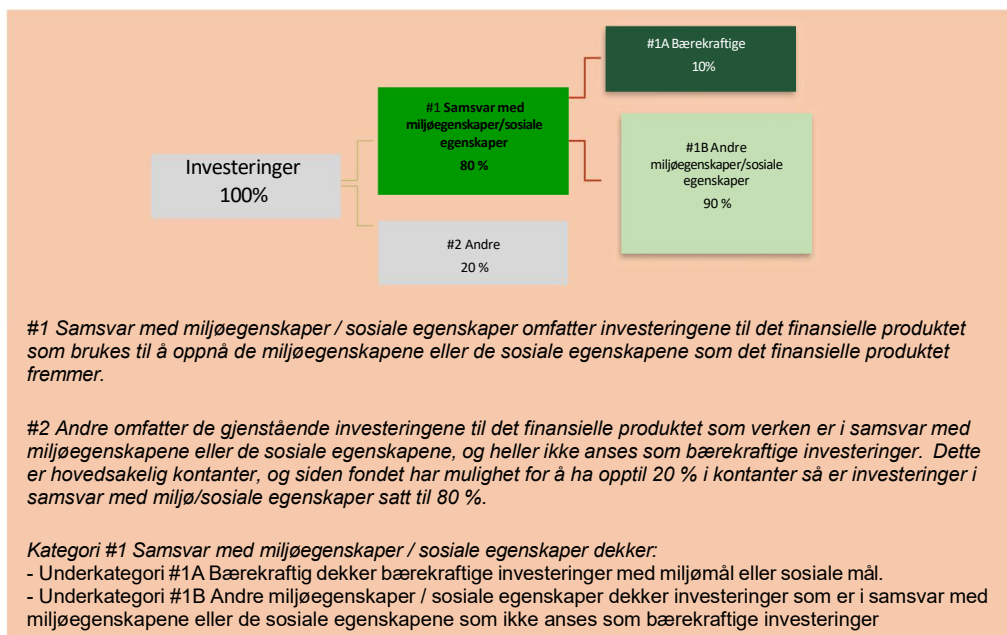 #1A Bærekraftige
10%
#1 Samsvar med
miljøegenskaper/sosiale
egenskaper
80 %
#1B Andre
miljøegenskaper/sosiale
egenskaper
90 %
Investeringer
100%
#2 Andre
20 %
#1 Samsvar med miljøegenskaper / sosiale egenskaper omfatter investeringene til det finansielle produktet
som brukes til å oppnå de miljøegenskapene eller de sosiale egenskapene som det finansielle produktet
fremmer.
#2 Andre omfatter de gjenstående investeringene til det finansielle produktet som verken er i samsvar med
miljøegenskapene eller de sosiale egenskapene, og heller ikke anses som bærekraftige investeringer. Dette
er hovedsakelig kontanter, og siden fondet har mulighet for å ha opptil 20 % i kontanter så er investeringer i
samsvar med miljø/sosiale egenskaper satt til 80 %.
Kategori #1 Samsvar med miljøegenskaper / sosiale egenskaper dekker:
- Underkategori #1A Bærekraftig dekker bærekraftige investeringer med miljømål eller sosiale mål.
- Underkategori #1B Andre miljøegenskaper / sosiale egenskaper dekker investeringer som er i samsvar med
miljøegenskapene eller de sosiale egenskapene som ikke anses som bærekraftige investeringer